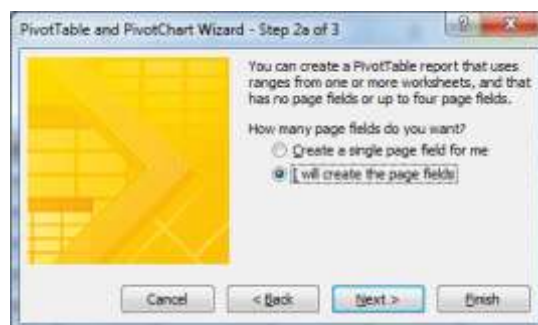 PivotTable and PivotChart Wizard - Step 2a of 3
You can create a PivotTable report that uses
ranges from one or more worksheets, and that
has no page fields or up to four page fields.
How many page fields do you want?
Create a single page field for me
I will create the page fields
Cancel
< Back
Next >
Finish